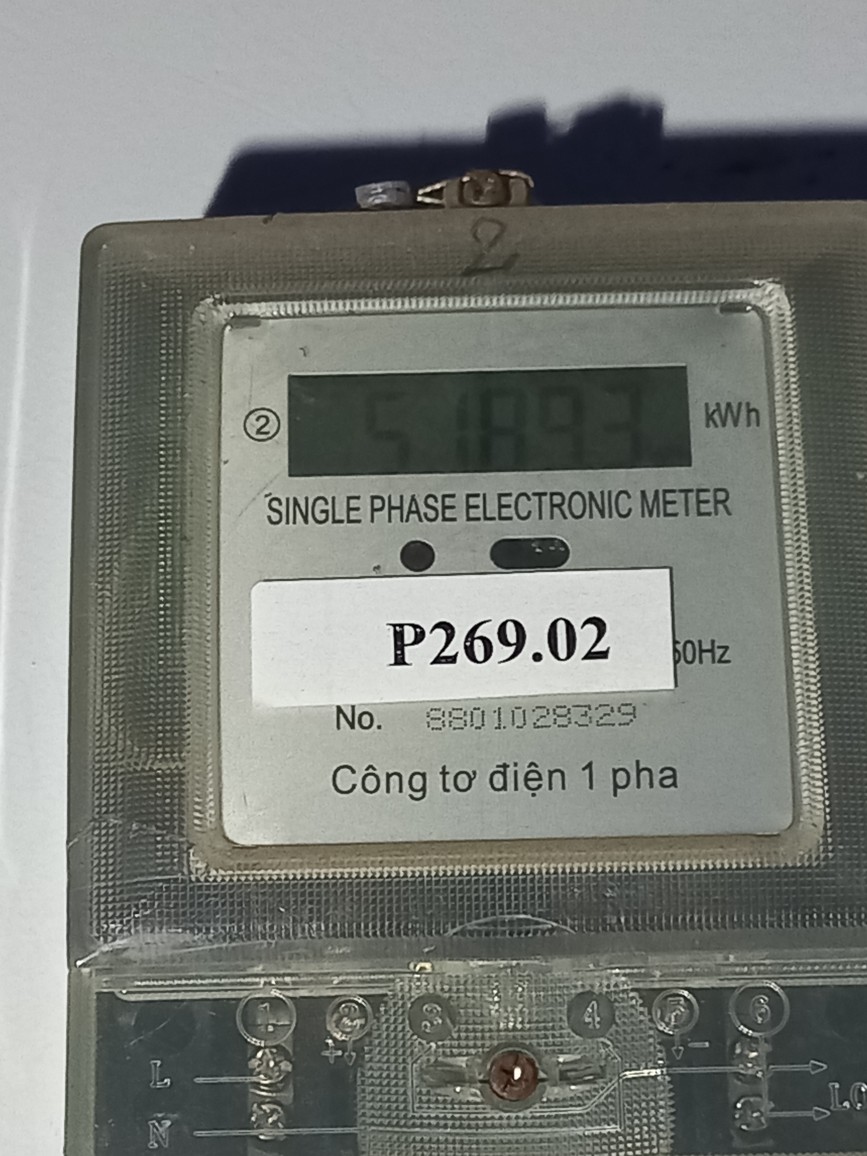 2
② 51893 kWh
SINGLE PHASE ELECTRONIC METER
P269.02
50Hz
No. 8801028329
Công tơ điện 1 pha
1 2 3 4 5 6
+ -
L
N